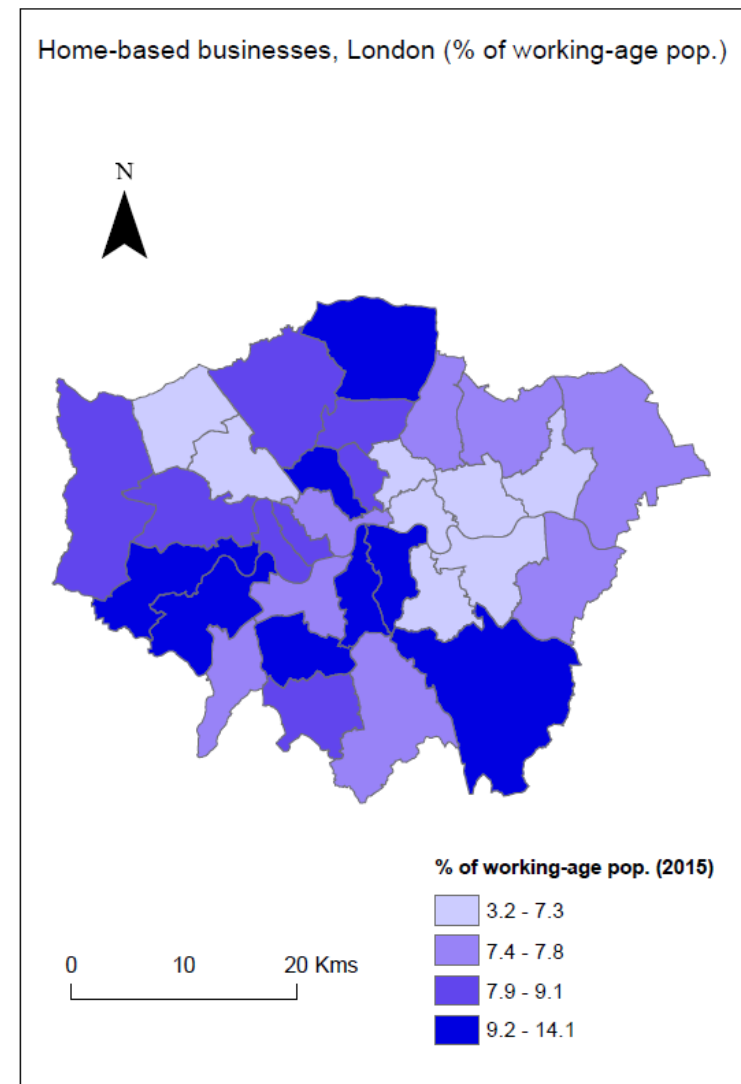 Home-based businesses, London (% of working-age pop.)
N
% of working-age pop. (2015)
3.2 - 7.3
7.4 - 7.8
7.9 - 9.1
9.2 - 14.1
0 10 20 Kms